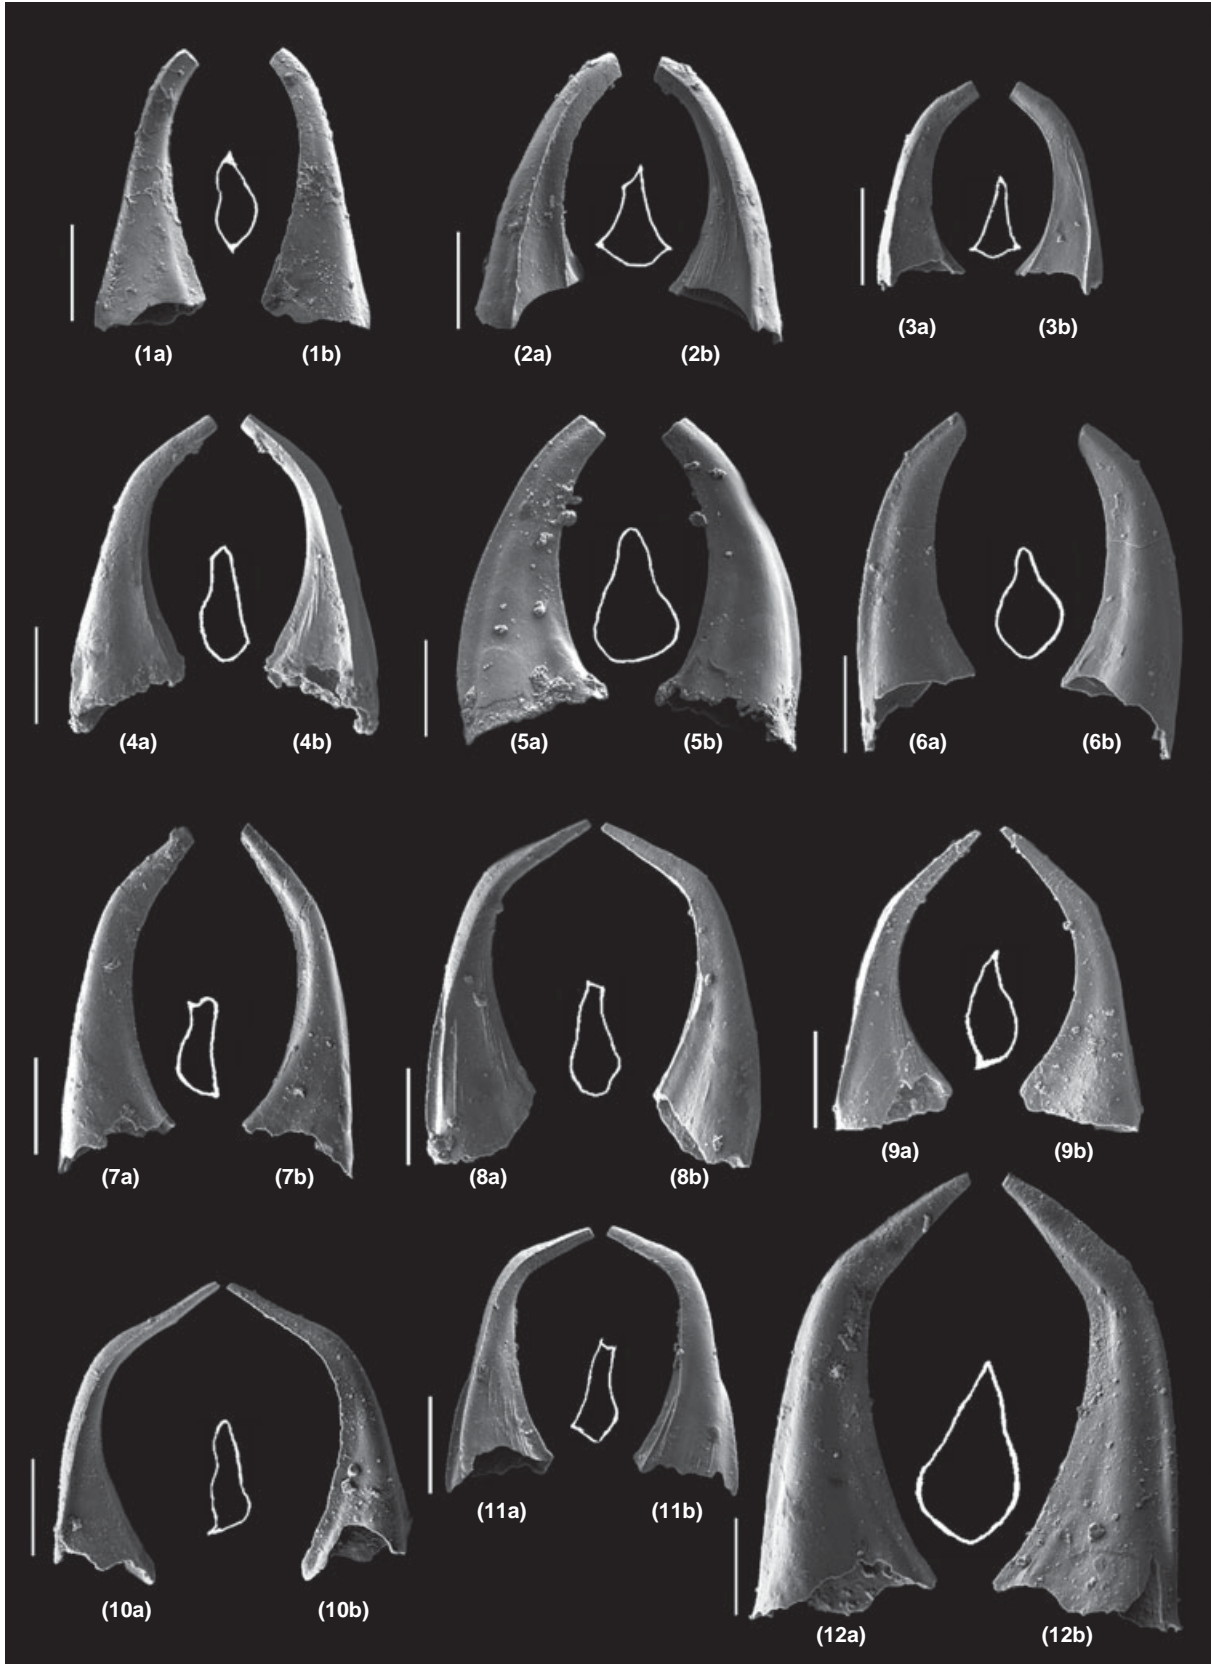 (1a) (1b) (2a) (2b) (3a) (3b)
(4a) (4b) (5a) (5b) (6a) (6b)
(7a) (7b) (8a) (8b) (9a) (9b)
(10a) (10b) (11a) (11b) (12a) (12b)